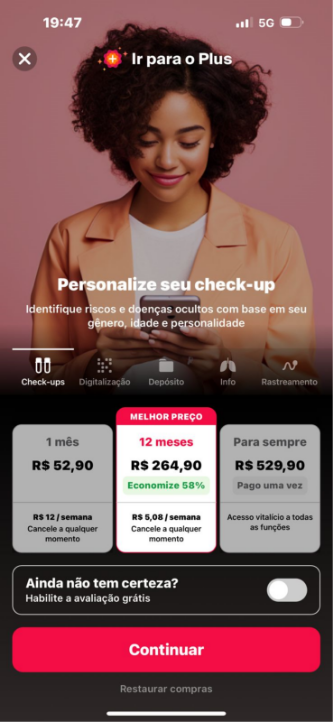 19:47
5G
Ir para o Plus
Personalize seu check-up
Identifique riscos e doenças ocultos com base em seu
gênero, idade e personalidade
Check-ups
Digitalização
Depósito
Info
Rastreamento
MELHOR PREÇO
1 mês
R$ 52,90
R$ 12 / semana
Cancele a qualquer
momento
12 meses
R$ 264,90
Economize 58%
R$ 5,08 / semana
Cancele a qualquer
momento
Para sempre
R$ 529,90
Pago uma vez
Acesso vitalício a todas
as funções
Ainda não tem certeza?
Habilite a avaliação grátis
Continuar
Restaurar compras